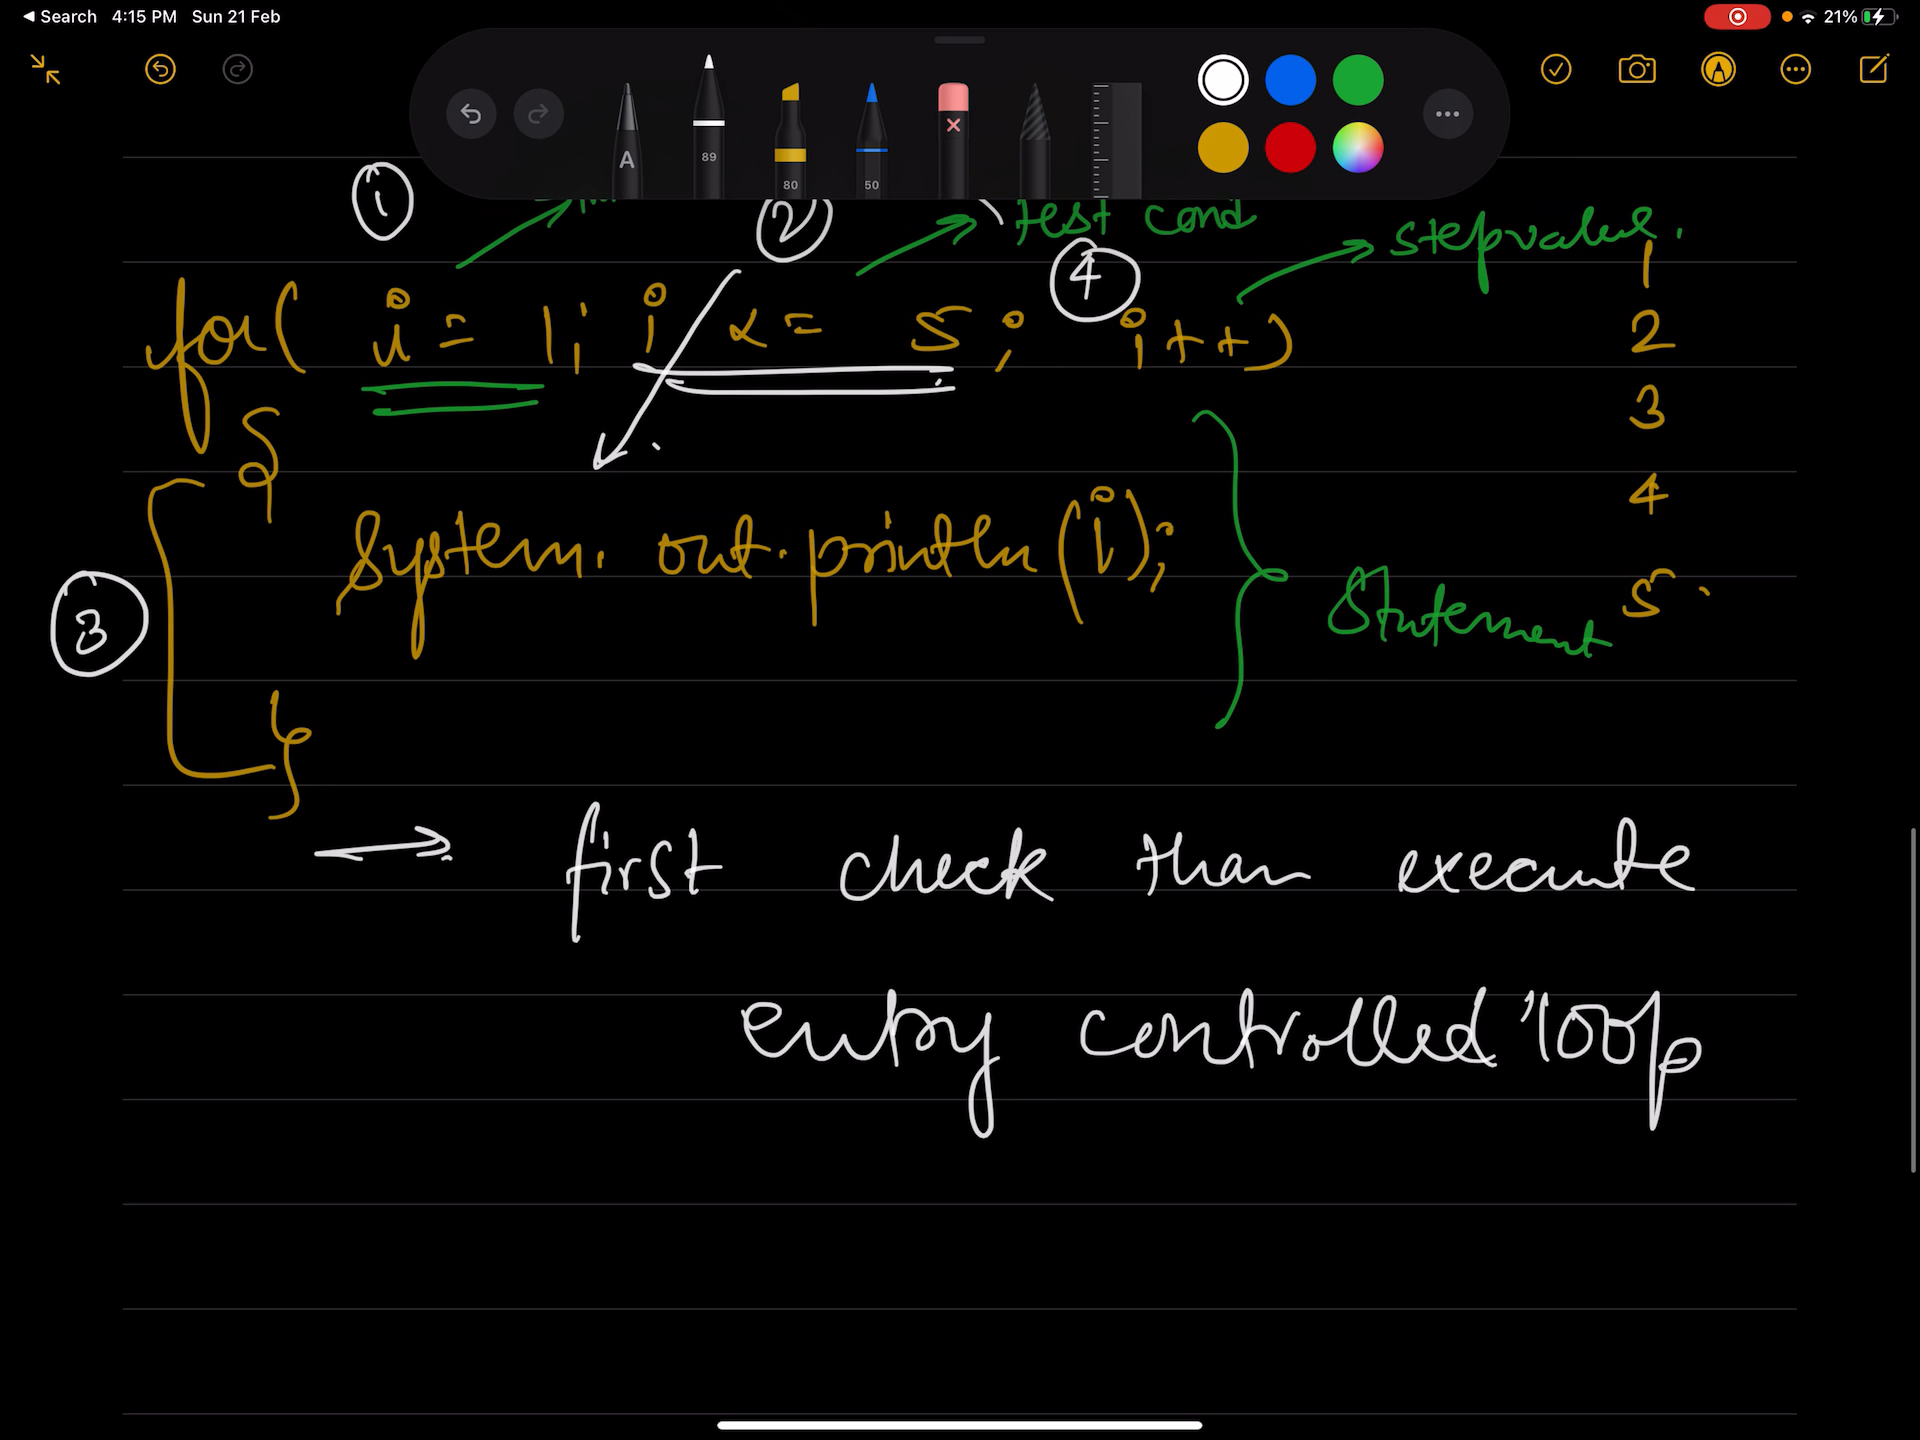 Search 4:15 PM Sun 21 Feb 21%
A 89 80 50
1 2 test cond stepvalue.
4
for( i = 1; i <= 5; i++)
{
System.out.println(i);
3
}
Statement
1
2
3
4
5.
first check than execute
entry controlled loop